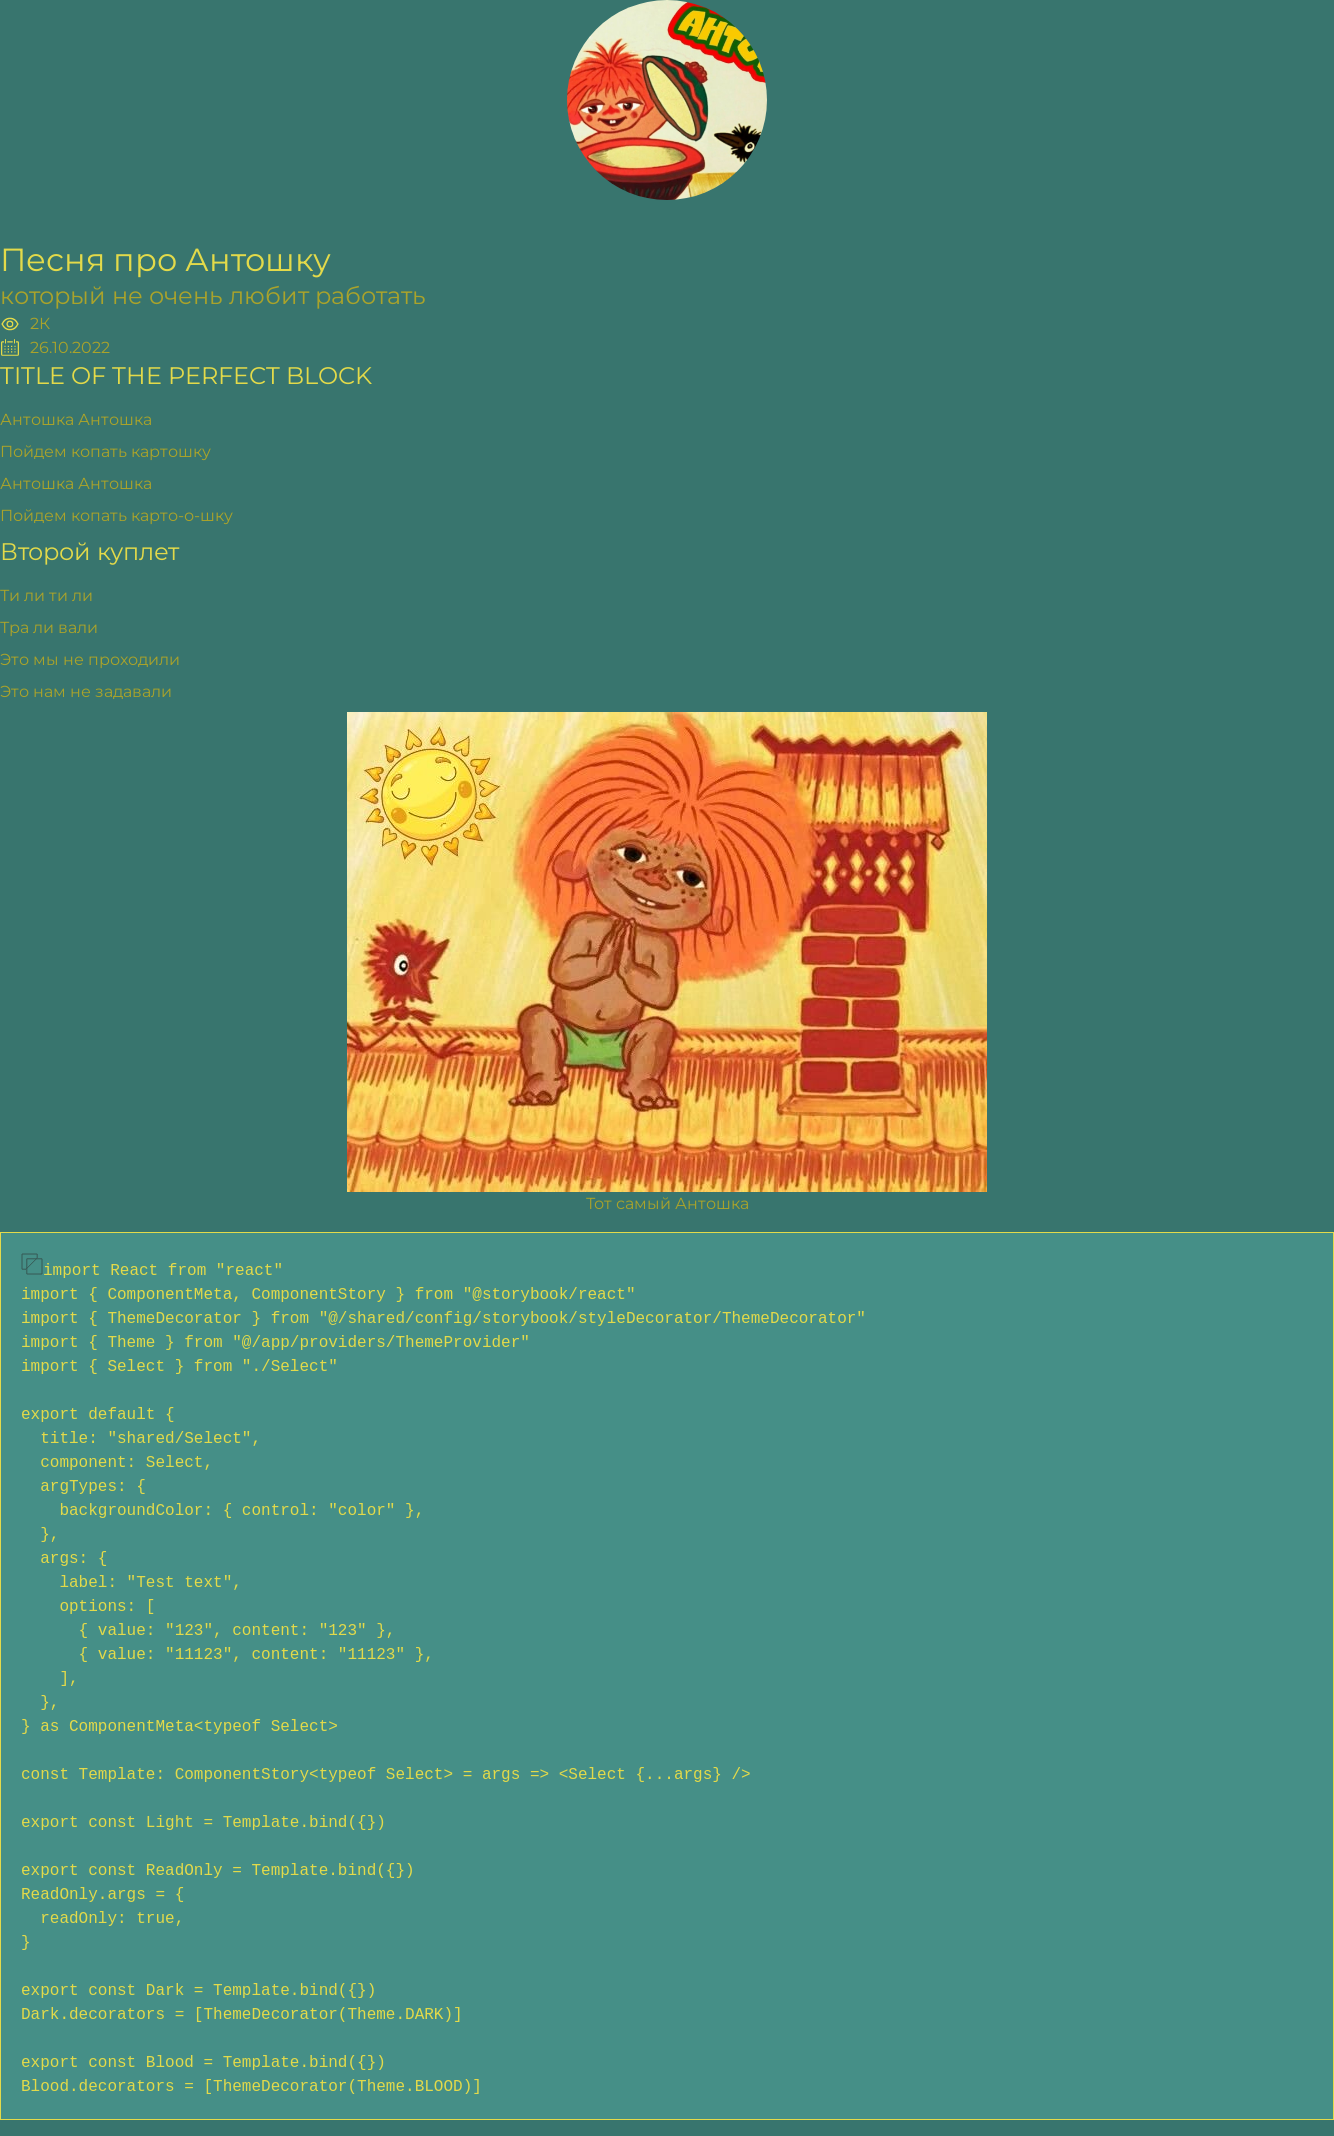 АНТО
Песня про Антошку
который не очень любит работать
2К
26.10.2022
TITLE OF THE PERFECT BLOCK
Антошка Антошка
Пойдем копать картошку
Антошка Антошка
Пойдем копать карто-о-шку
Второй куплет
Ти ли ти ли
Тра ли вали
Это мы не проходили
Это нам не задавали
Тот самый Антошка
import React from "react"
import { ComponentMeta, ComponentStory } from "@storybook/react"
import { ThemeDecorator } from "@/shared/config/storybook/styleDecorator/ThemeDecorator"
import { Theme } from "@/app/providers/ThemeProvider"
import { Select } from "./Select"
export default {
  title: "shared/Select",
  component: Select,
  argTypes: {
    backgroundColor: { control: "color" },
  },
  args: {
    label: "Test text",
    options: [
      { value: "123", content: "123" },
      { value: "11123", content: "11123" },
    ],
  },
} as ComponentMeta<typeof Select>
const Template: ComponentStory<typeof Select> = args => <Select {...args} />
export const Light = Template.bind({})
export const ReadOnly = Template.bind({})
ReadOnly.args = {
  readOnly: true,
}
export const Dark = Template.bind({})
Dark.decorators = [ThemeDecorator(Theme.DARK)]
export const Blood = Template.bind({})
Blood.decorators = [ThemeDecorator(Theme.BLOOD)]